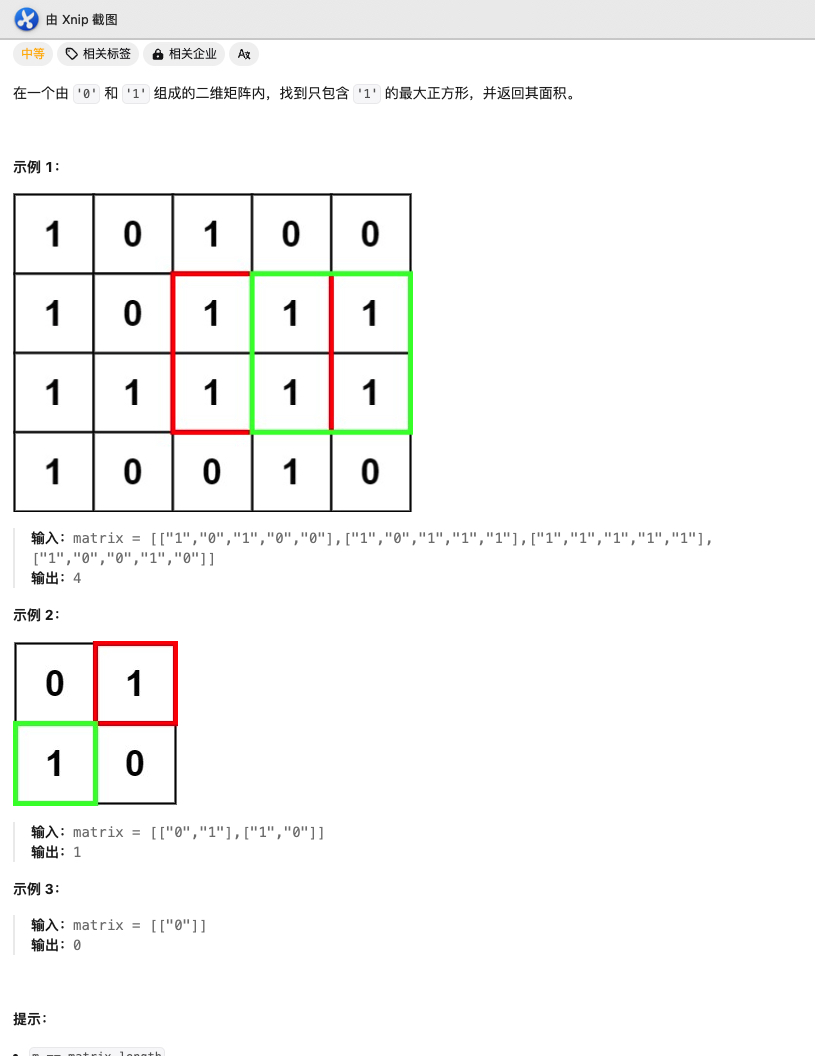 由 Xnip 截图
中等 相关标签 相关企业 A文
在一个由 '0' 和 '1' 组成的二维矩阵内，找到只包含 '1' 的最大正方形，并返回其面积。
示例 1：
1 0 1 0 0
1 0 1 1 1
1 1 1 1 1
1 0 0 1 0
输入：matrix = [["1","0","1","0","0"],["1","0","1","1","1"],["1","1","1","1","1"],
["1","0","0","1","0"]]
输出：4
示例 2：
0 1
1 0
输入：matrix = [["0","1"],["1","0"]]
输出：1
示例 3：
输入：matrix = [["0"]]
输出：0
提示：
m == matrix.length